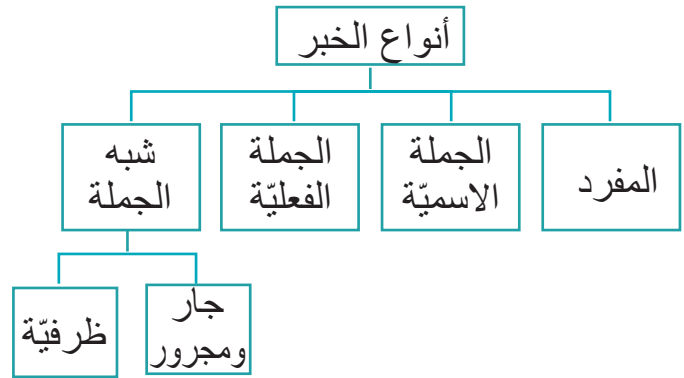 أنواع الخبر
المفرد
الجملة
الاسميّة
الجملة
الفعليّة
شبه
الجملة
جار
ومجرور
ظرفيّة